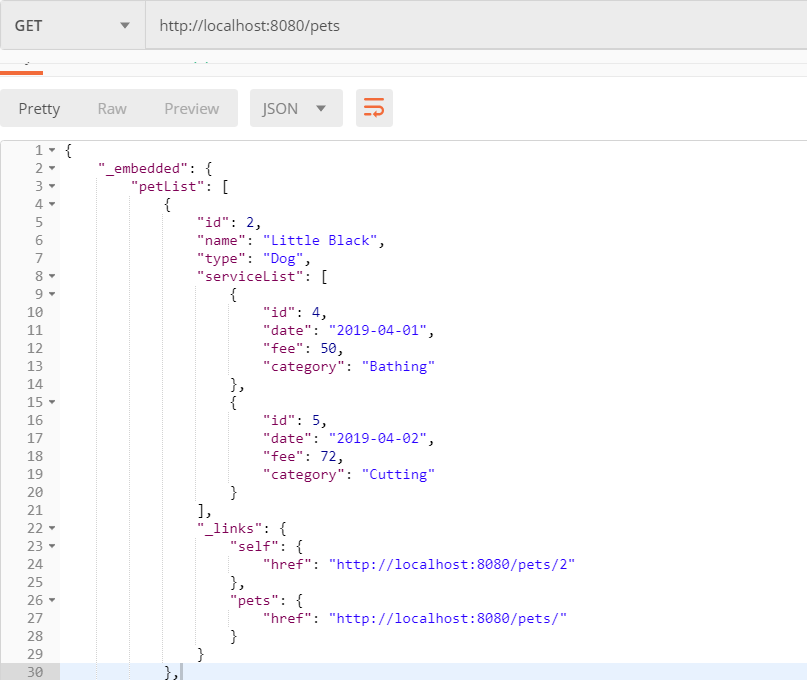 GET http://localhost:8080/pets
Pretty Raw Preview JSON
1 {
2 "_embedded": {
3 "petList": [
4 {
5 "id": 2,
6 "name": "Little Black",
7 "type": "Dog",
8 "serviceList": [
9 {
10 "id": 4,
11 "date": "2019-04-01",
12 "fee": 50,
13 "category": "Bathing"
14 },
15 {
16 "id": 5,
17 "date": "2019-04-02",
18 "fee": 72,
19 "category": "Cutting"
20 }
21 ],
22 "_links": {
23 "self": {
24 "href": "http://localhost:8080/pets/2"
25 },
26 "pets": {
27 "href": "http://localhost:8080/pets/"
28 }
29 }
30 },